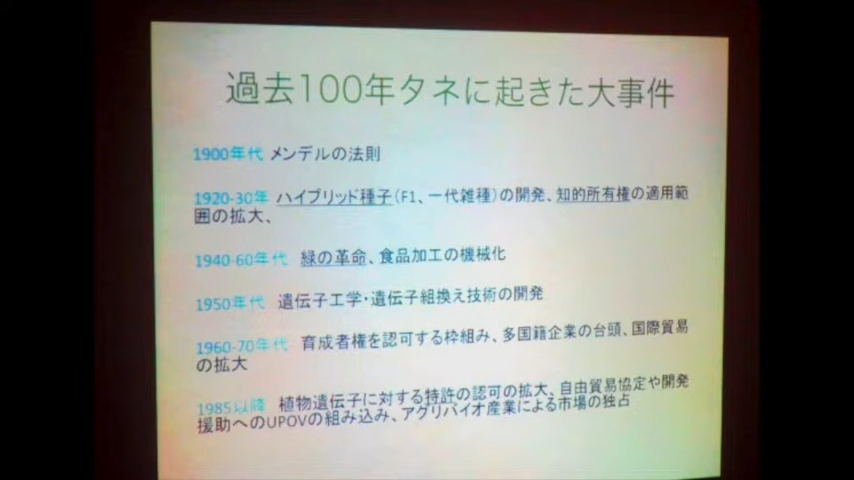 過去100年タネに起きた大事件
1900年代 メンデルの法則
1920-30年 ハイブリッド種子(F1、一代雑種)の開発、知的所有権の適用範
囲の拡大、
1940-60年代 緑の革命、食品加工の機械化
1950年代 遺伝子工学・遺伝子組換え技術の開発
1960-70年代 育成者権を認可する枠組み、多国籍企業の台頭、国際貿易
の拡大
1985以降 植物遺伝子に対する特許の認可の拡大、自由貿易協定や開発
援助へのUPOVの組み込み、アグリバイオ産業による市場の独占